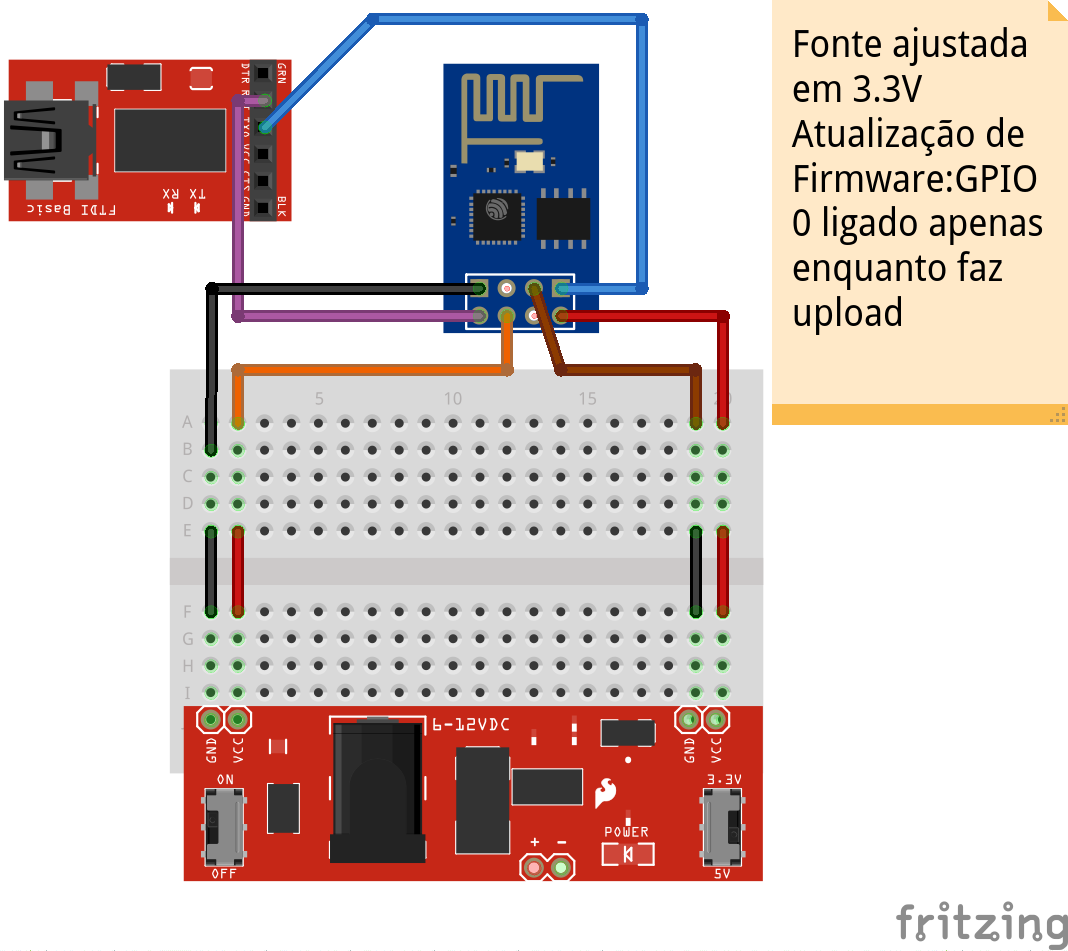 Fonte ajustada
em 3.3V
Atualização de
Firmware:GPIO
0 ligado apenas
enquanto faz
upload
DTR
GRN
TXO
VCC
CTS
GND
BLK
TX
RX
FTDI Basic
5
10
15
20
A
B
C
D
E
F
G
H
I
6-12VDC
GND
VCC
GND
VCC
ON
OFF
3.3V
5V
POWER
+
-
fritzing